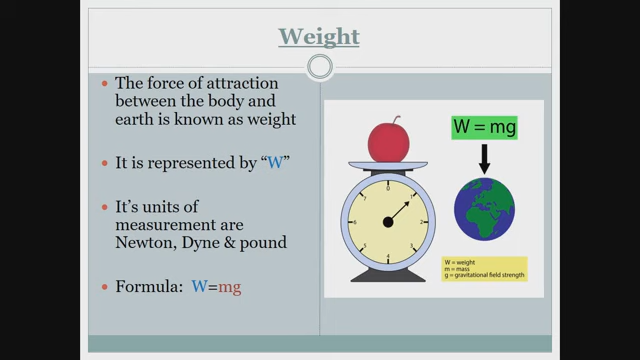 Weight
The force of attraction
between the body and
earth is known as weight
It is represented by “W”
It’s units of
measurement are
Newton, Dyne & pound
Formula: W=mg
W = mg
0
1
2
3
4
5
6
7
W = weight
m = mass
g = gravitational field strength